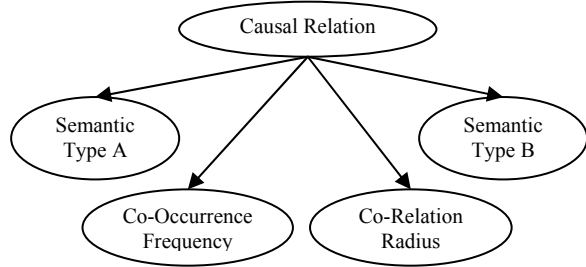 Causal Relation
Semantic
Type A
Semantic
Type B
Co-Occurrence
Frequency
Co-Relation
Radius